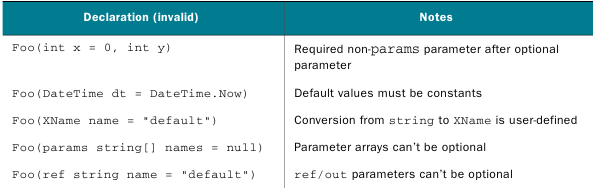 Declaration (invalid) Notes
Foo(int x = 0, int y) Required non-params parameter after optional
parameter
Foo(DateTime dt = DateTime.Now) Default values must be constants
Foo(XName name = "default") Conversion from string to XName is user-defined
Foo(params string[] names = null) Parameter arrays can't be optional
Foo(ref string name = "default") ref/out parameters can't be optional